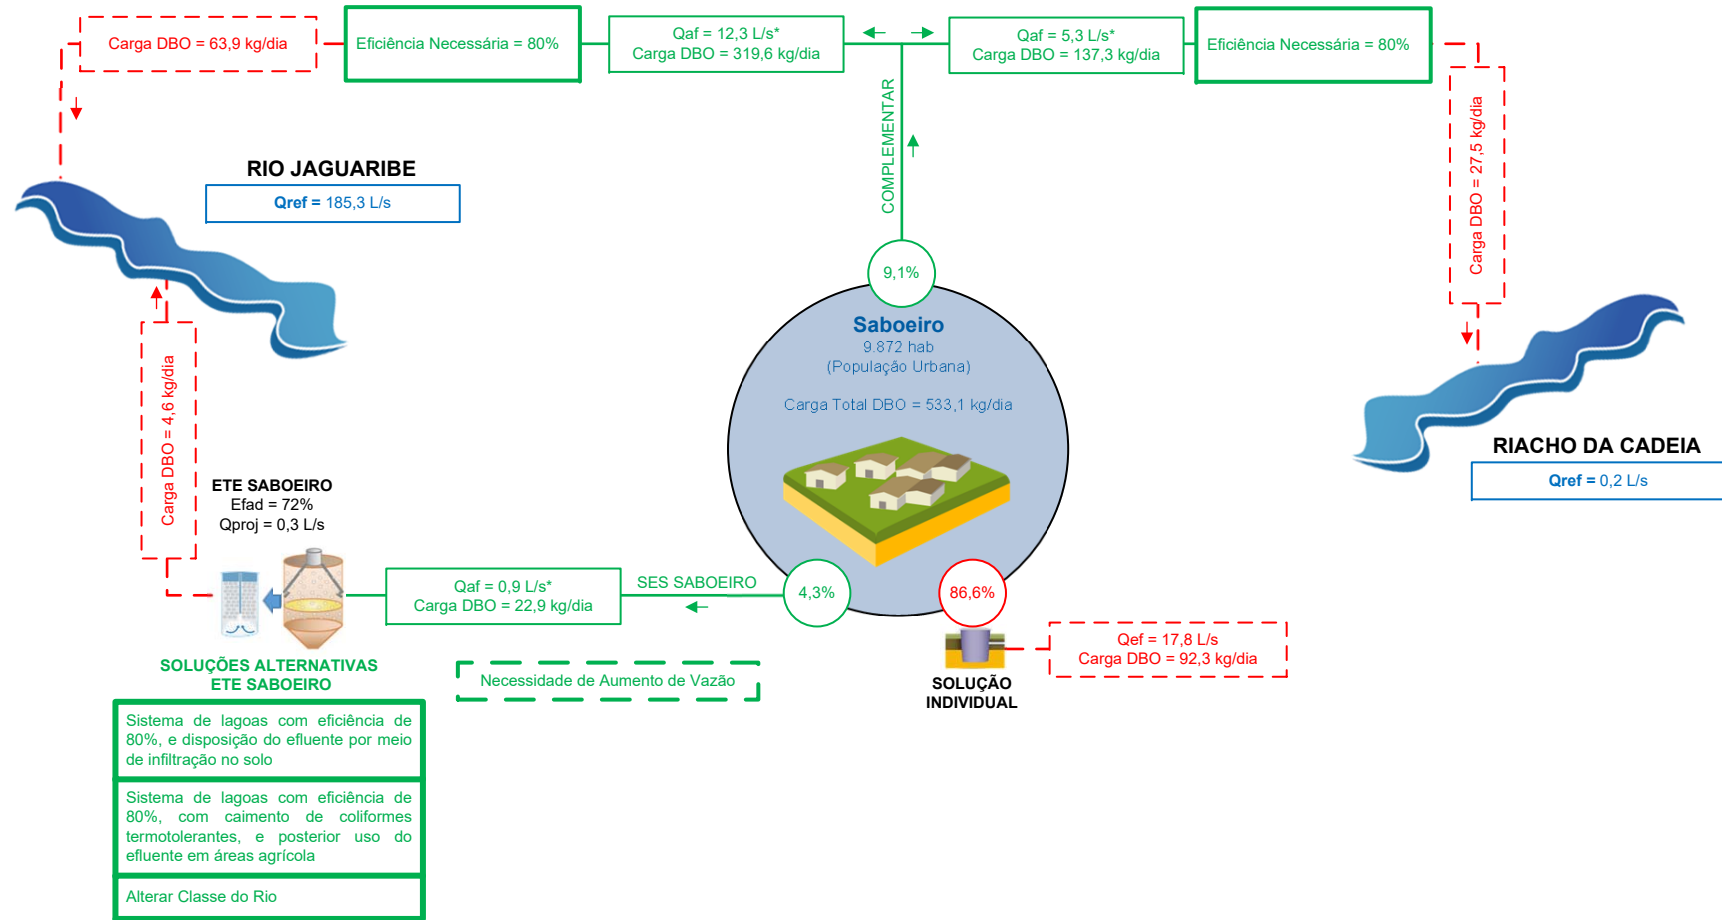 Carga DBO = 63,9 kg/dia
Eficiência Necessária = 80%
Qaf = 12,3 L/s*
Carga DBO = 319,6 kg/dia
Qaf = 5,3 L/s*
Carga DBO = 137,3 kg/dia
Eficiência Necessária = 80%
Carga DBO = 27,5 kg/dia
COMPLEMENTAR
RIO JAGUARIBE
Qref = 185,3 L/s
9,1%
Saboeiro
9.872 hab
(População Urbana)
Carga Total DBO = 533,1 kg/dia
Carga DBO = 4,6 kg/dia
RIACHO DA CADEIA
Qref = 0,2 L/s
ETE SABOEIRO
Efad = 72%
Qproj = 0,3 L/s
Qaf = 0,9 L/s*
Carga DBO = 22,9 kg/dia
SES SABOEIRO
4,3%
86,6%
Qef = 17,8 L/s
Carga DBO = 92,3 kg/dia
SOLUÇÃO
INDIVIDUAL
Necessidade de Aumento de Vazão
SOLUÇÕES ALTERNATIVAS
ETE SABOEIRO
Sistema de lagoas com eficiência de
80%, e disposição do efluente por meio
de infiltração no solo
Sistema de lagoas com eficiência de
80%, com caimento de coliformes
termotolerantes, e posterior uso do
efluente em áreas agrícola
Alterar Classe do Rio